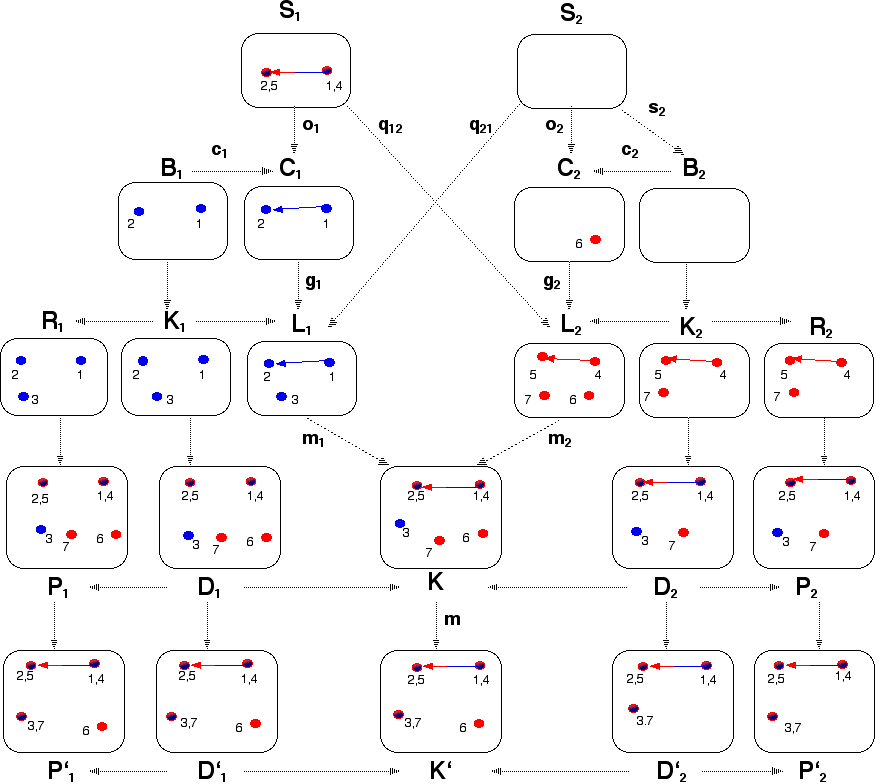 S1 S2
2,5 1,4
o1 q12 q21 o2 s2
B1 c1 C1 C2 c2 B2
2 1 2 1 6
g1 g2
R1 K1 L1 L2 K2 R2
2 1 2 1 2 1 5 4 5 4 5 4
3 3 3 7 6 7 7
m1 m2
2,5 1,4 2,5 1,4 2,5 1,4 2,5 1,4 2,5 1,4
3 7 6 3 7 6 3 7 6 3 7 3 7
P1 D1 K D2 P2
m
2,5 1,4 2,5 1,4 2,5 1,4 2,5 1,4 2,5 1,4
3,7 6 3,7 6 3,7 6 3.7 3,7
P‘1 D‘1 K‘ D‘2 P‘2